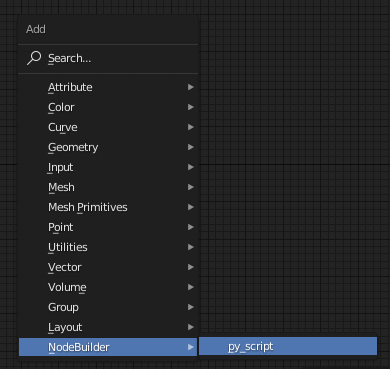 Add
Search...
Attribute
Color
Curve
Geometry
Input
Mesh
Mesh Primitives
Point
Utilities
Vector
Volume
Group
Layout
NodeBuilder
py_script